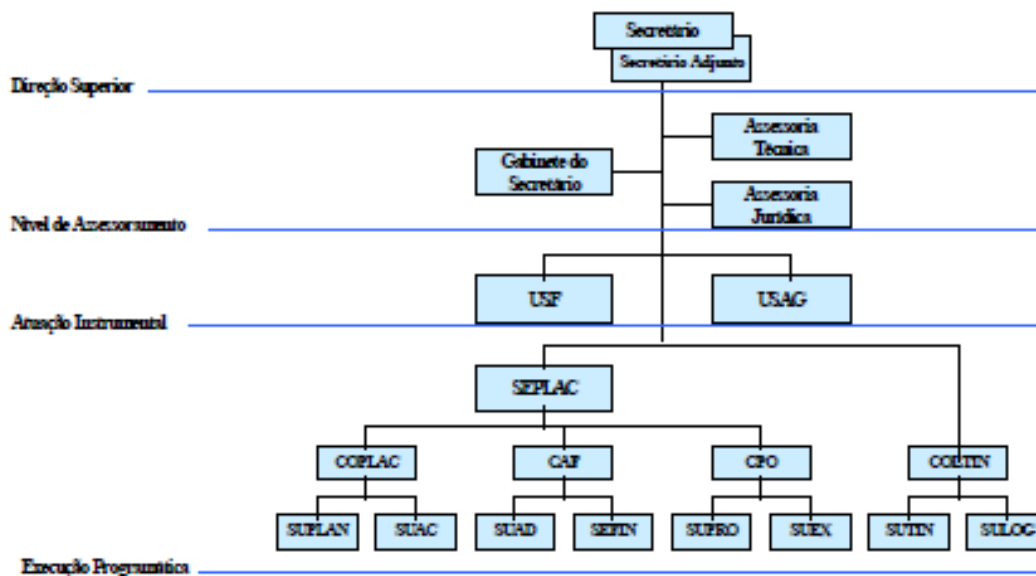 Secretário
Secretário Adjunto
Direção Superior
Assessoria
Técnica
Gabinete do
Secretário
Assessoria
Jurídica
Nível de Assessoramento
USF
USAG
Atuação Instrumental
SEPLAC
COPLAC
CAF
CPO
COETIN
SUPLAN
SUAC
SUAD
SEFIN
SUPRO
SUEX
SUTIN
SULOG
Execução Programática